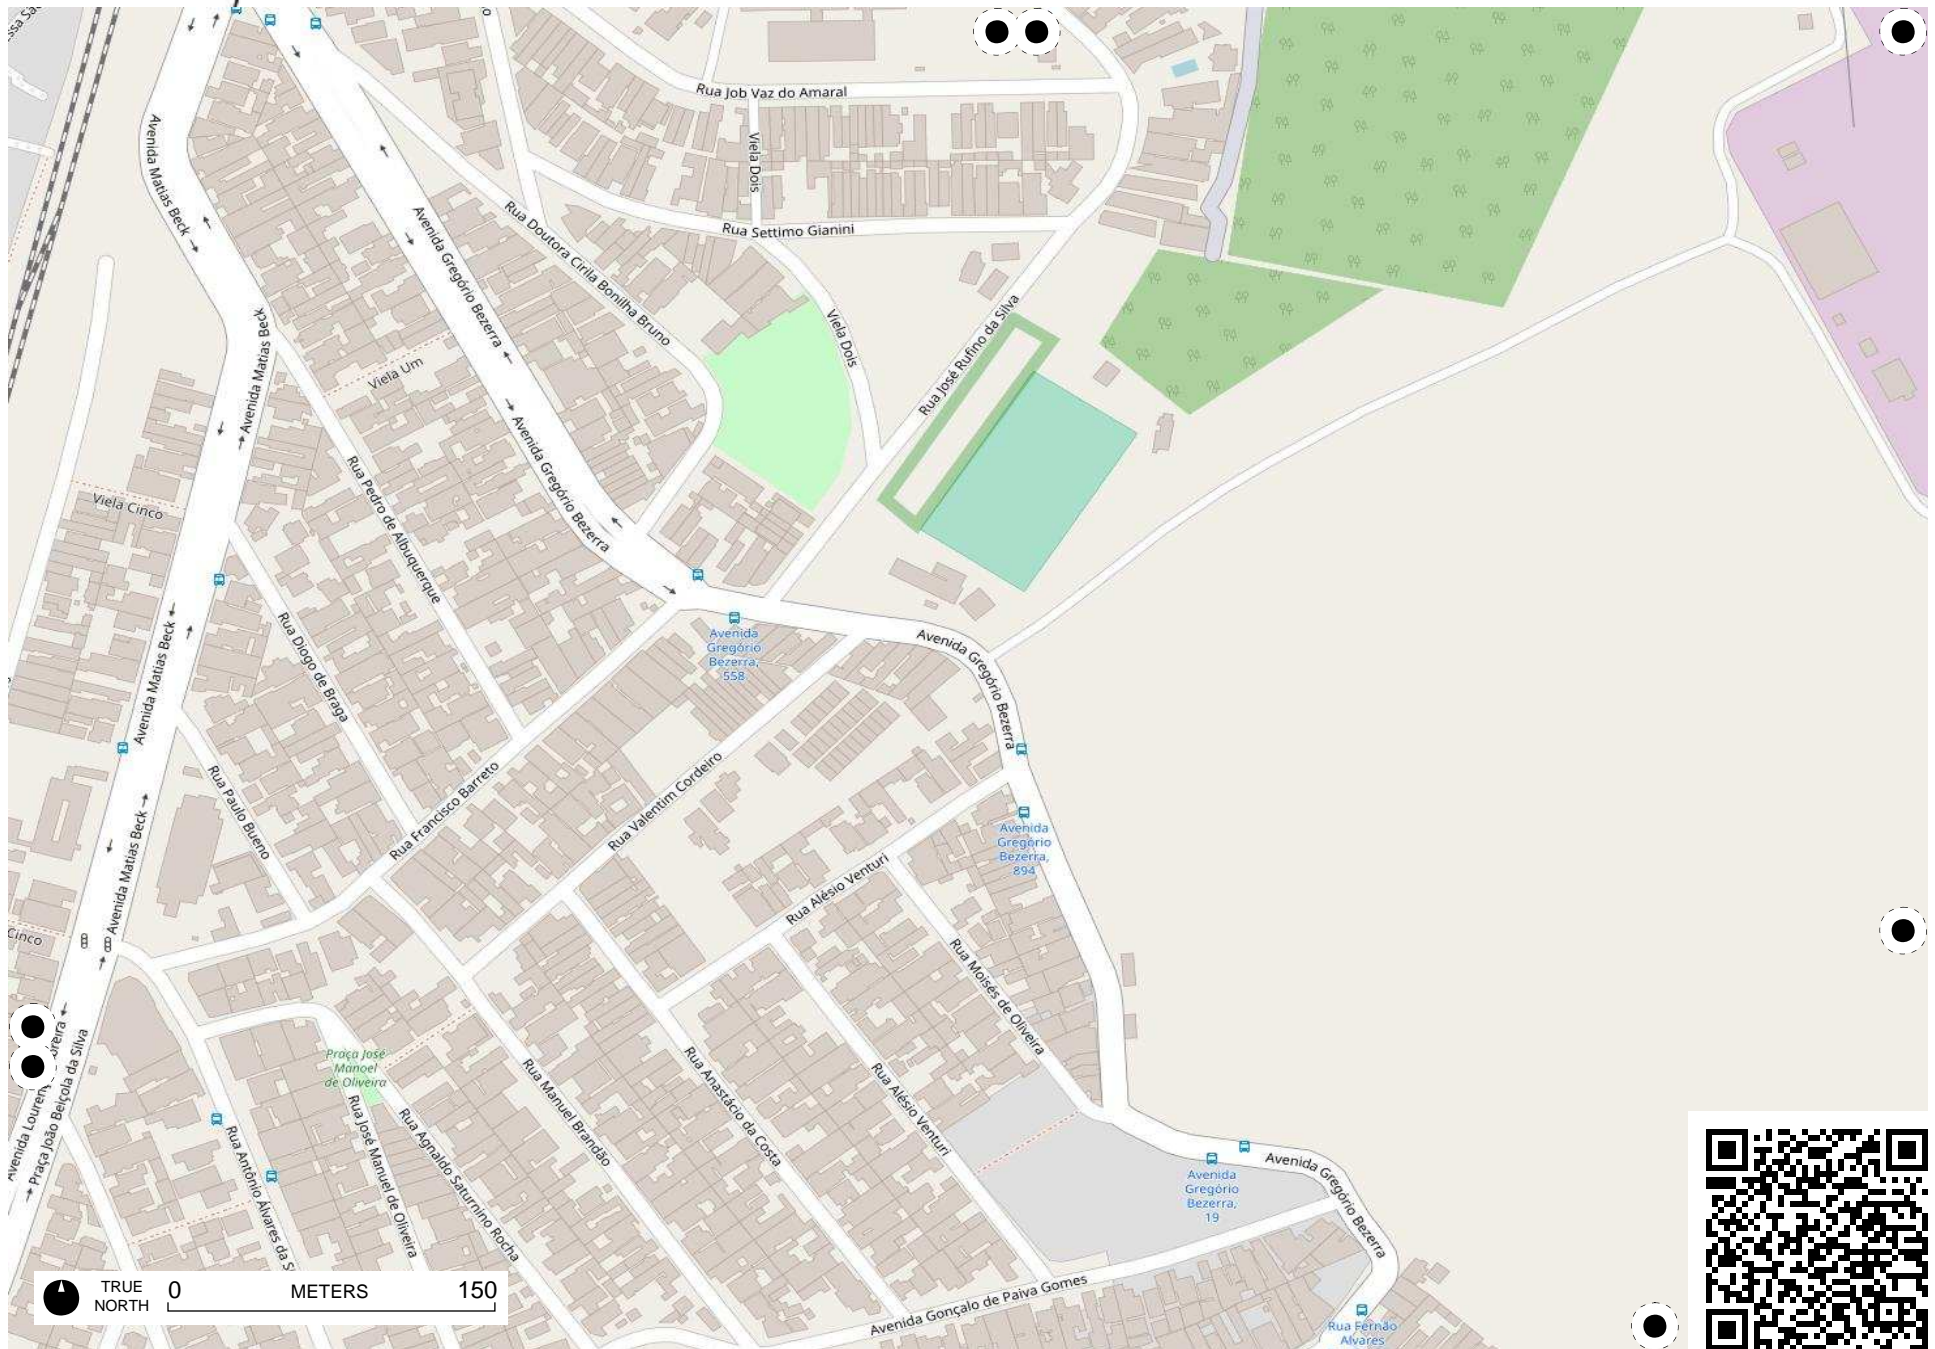 Rua Job Vaz do Amaral
Avenida Matias Beck
Viela Dois
Rua Doutora Cirila Bonilha Bruno
Avenida Gregório Bezerra
Rua Settimo Gianini
Avenida Matias Beck
Viela Dois
Rua José Rufino da Silva
Viela Um
Avenida Gregório Bezerra
Rua Pedro de Albuquerque
Viela Cinco
Avenida Matias Beck
Rua Diogo de Braga
Avenida
Gregório
Bezerra,
558
Avenida Gregório Bezerra
Rua Paulo Bueno
Rua Francisco Barreto
Rua Valentim Cordeiro
Avenida Matias Beck
Avenida
Gregório
Bezerra,
894
Rua Alésio Venturi
Cinco
Rua Moisés de Oliveira
Praça João Belçola da Silva
Praça José
Manoel
de Oliveira
Rua Manuel Brandão
Rua Anastácio da Costa
Rua Alésio Venturi
Rua Antônio Álvares da S
Rua José Manuel de Oliveira
Rua Agnaldo Saturnino Rocha
Avenida
Gregório
Bezerra,
19
Avenida Gregório Bezerra
Avenida Gonçalo de Paiva Gomes
Rua Fernão
Alvares
TRUE
NORTH
0 METERS 150